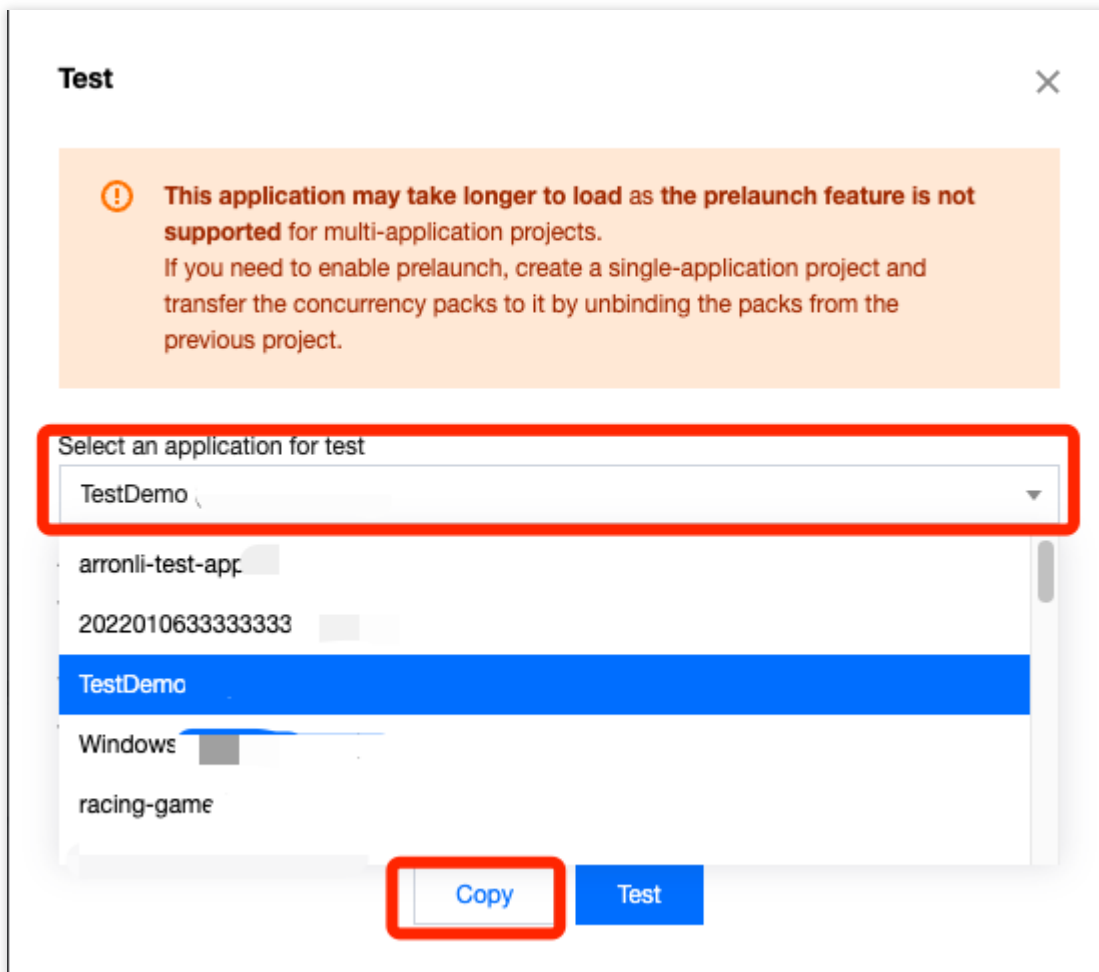 Test
This application may take longer to load as the prelaunch feature is not
supported for multi-application projects.
If you need to enable prelaunch, create a single-application project and
transfer the concurrency packs to it by unbinding the packs from the
previous project.
Select an application for test
TestDemo
arronli-test-app
2022010633333333
TestDemo
Windows
racing-game
Copy
Test